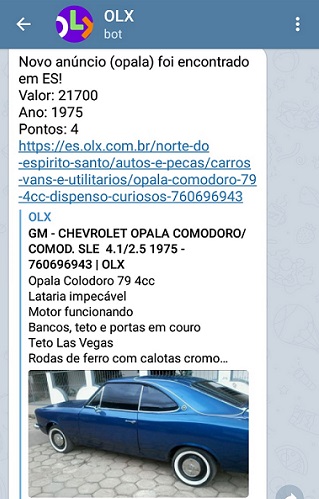 OLX
bot
Novo anúncio (opala) foi encontrado
em ES!
Valor: 21700
Ano: 1975
Pontos: 4
https://es.olx.com.br/norte-do
-espirito-santo/autos-e-pecas/carros
-vans-e-utilitarios/opala-comodoro-79
-4cc-dispenso-curiosos-760696943
OLX
GM - CHEVROLET OPALA COMODORO/
COMOD. SLE 4.1/2.5 1975 -
760696943 | OLX
Opala Colodoro 79 4cc
Lataria impecável
Motor funcionando
Bancos, teto e portas em couro
Teto Las Vegas
Rodas de ferro com calotas cromo…